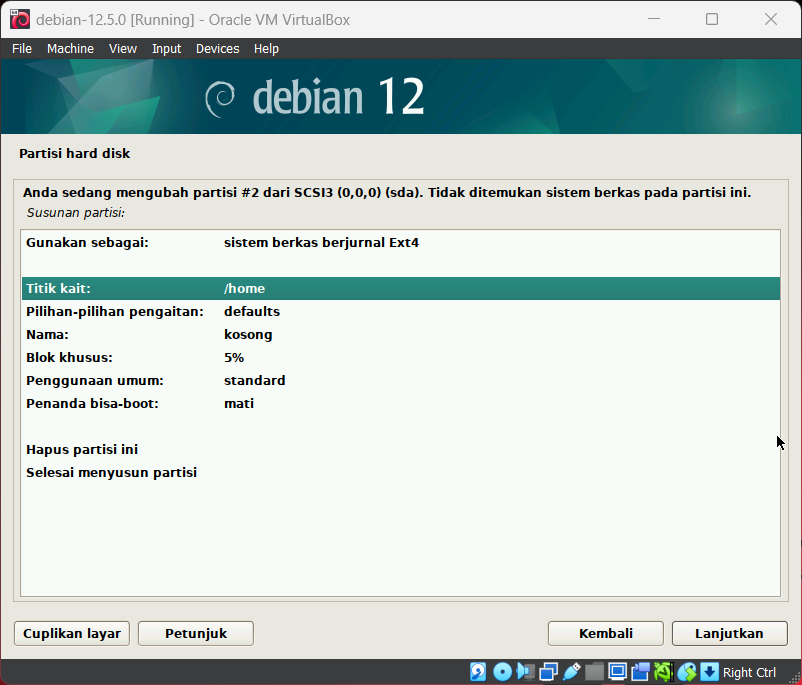 debian-12.5.0 [Running] - Oracle VM VirtualBox
File Machine View Input Devices Help
debian 12
Partisi hard disk
Anda sedang mengubah partisi #2 dari SCSI3 (0,0,0) (sda). Tidak ditemukan sistem berkas pada partisi ini.
Susunan partisi:
Gunakan sebagai: sistem berkas berjurnal Ext4
Titik kait: /home
Pilihan-pilihan pengaitan: defaults
Nama: kosong
Blok khusus: 5%
Penggunaan umum: standard
Penanda bisa-boot: mati
Hapus partisi ini
Selesai menyusun partisi
Cuplikan layar Petunjuk Kembali Lanjutkan
Right Ctrl